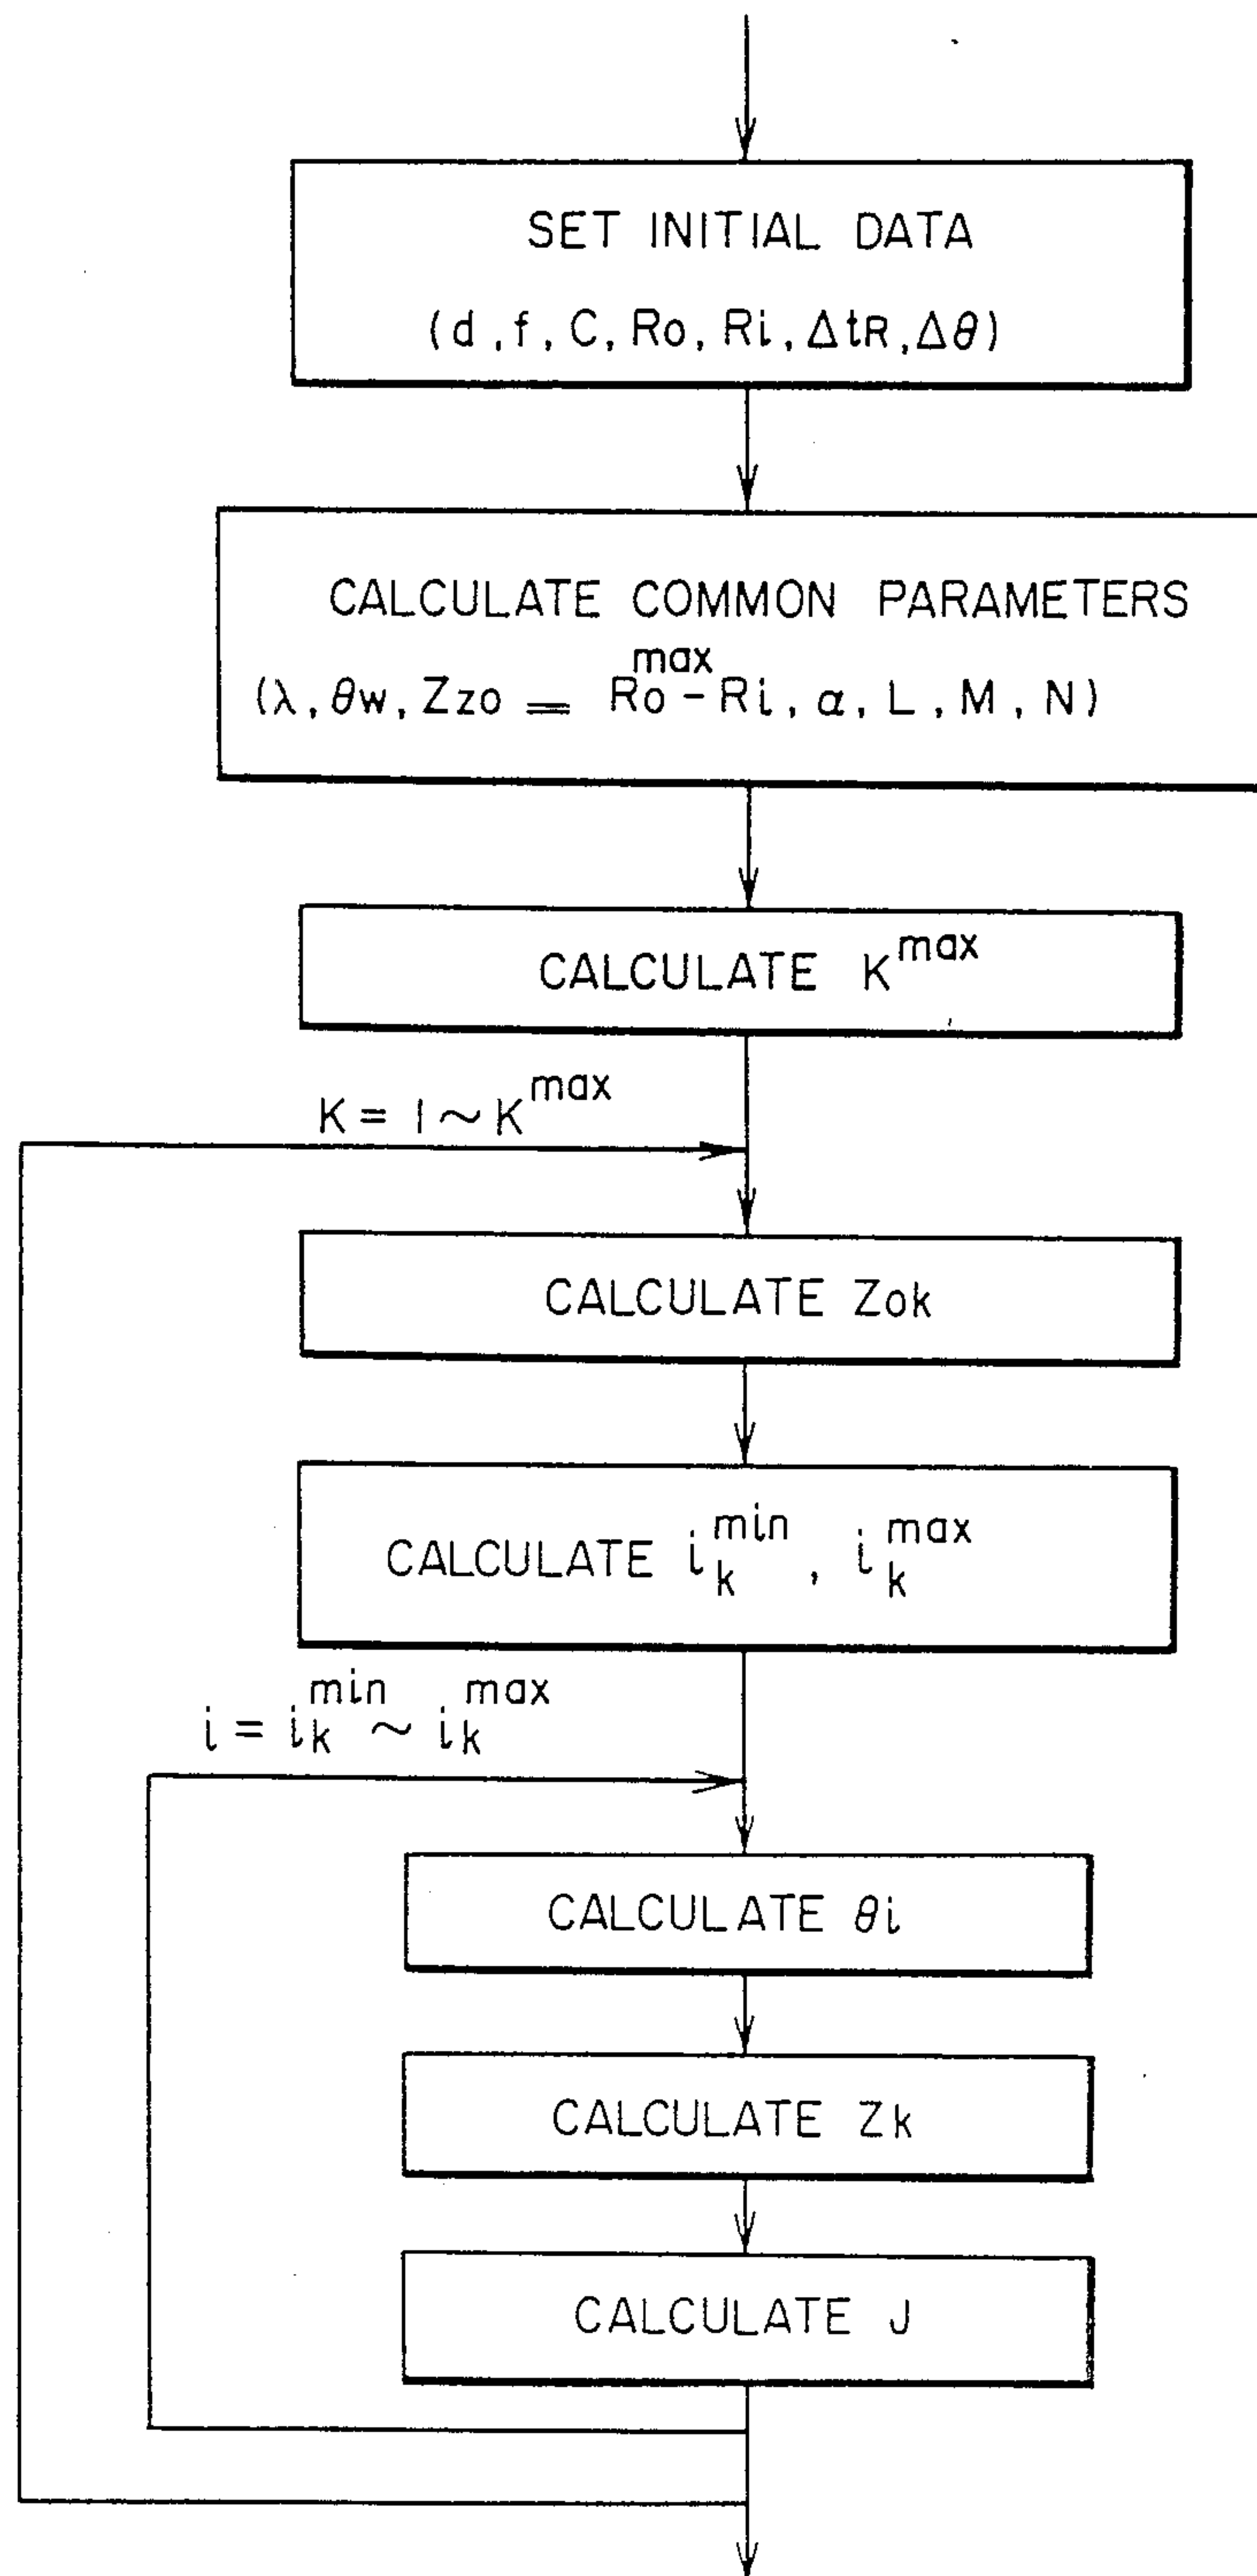 SET INITIAL DATA
(d, f, C, Ro, Ri, ΔtR, Δθ)
CALCULATE COMMON PARAMETERS
max
(λ, θw, Zzo = Ro - Ri, α, L, M, N)
CALCULATE K^max
K = 1 ~ K^max
CALCULATE Zok
CALCULATE i_k^min, i_k^max
i = i_k^min ~ i_k^max
CALCULATE θi
CALCULATE Zk
CALCULATE J